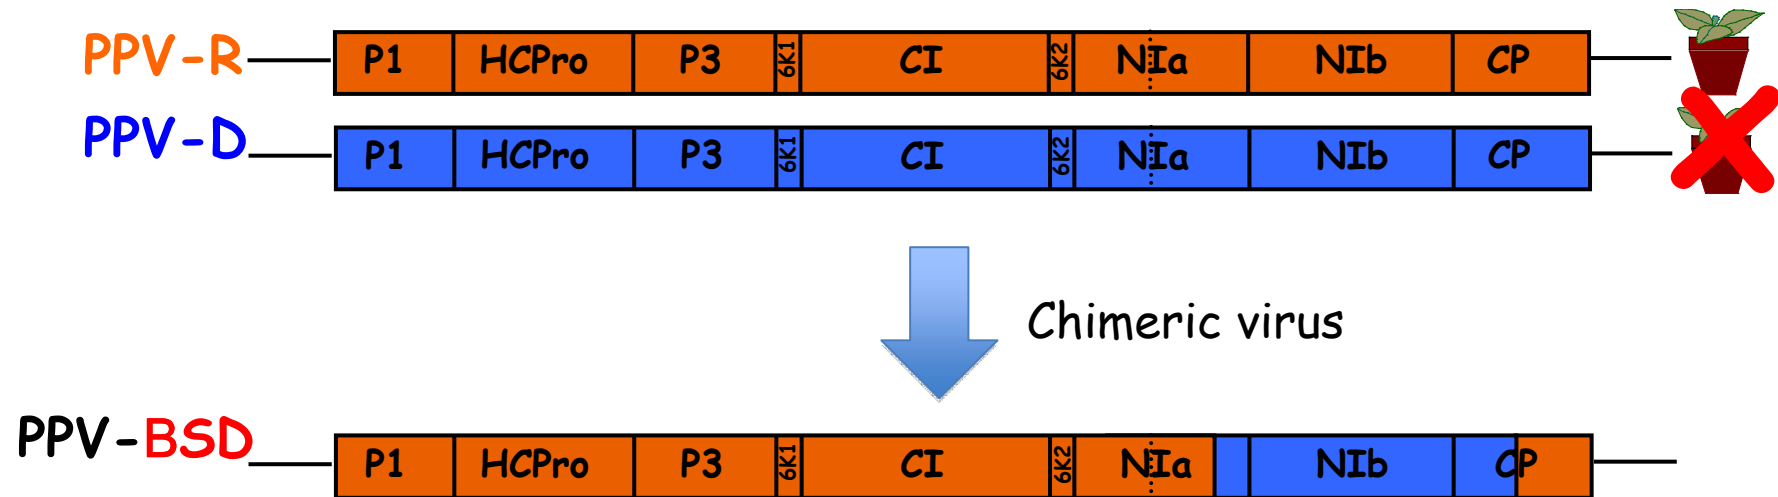 PPV-R P1 HCPro P3 6K1 CI 6K2 NIa NIb CP
PPV-D P1 HCPro P3 6K1 CI 6K2 NIa NIb CP
Chimeric virus
PPV-BSD P1 HCPro P3 6K1 CI 6K2 NIa NIb CP